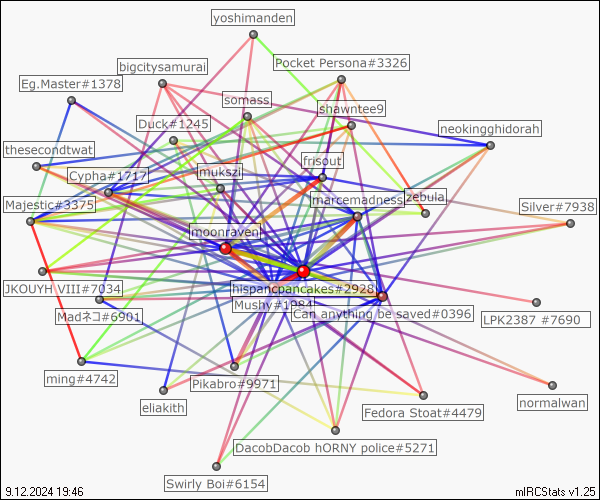 yoshimanden
bigcitysamurai
Pocket Persona#3326
Eg.Master#1378
somass
shawntee9
Duck#1245
neokingghidorah
thesecondtwat
frisout
Cypha#1717
mukszi
marcemadness
zebula
Majestic#3375
Silver#7938
moonraven
JKOUYH VIII#7034
hispancpancakes#2928
Mushy#1984
Madネコ#6901
Can anything be saved#0396
LPK2387 #7690
ming#4742
Pikabro#9971
eliakith
Fedora Stoat#4479
normalwan
DacobDacob hORNY police#5271
Swirly Boi#6154
9.12.2024 19:46
mIRCStats v1.25